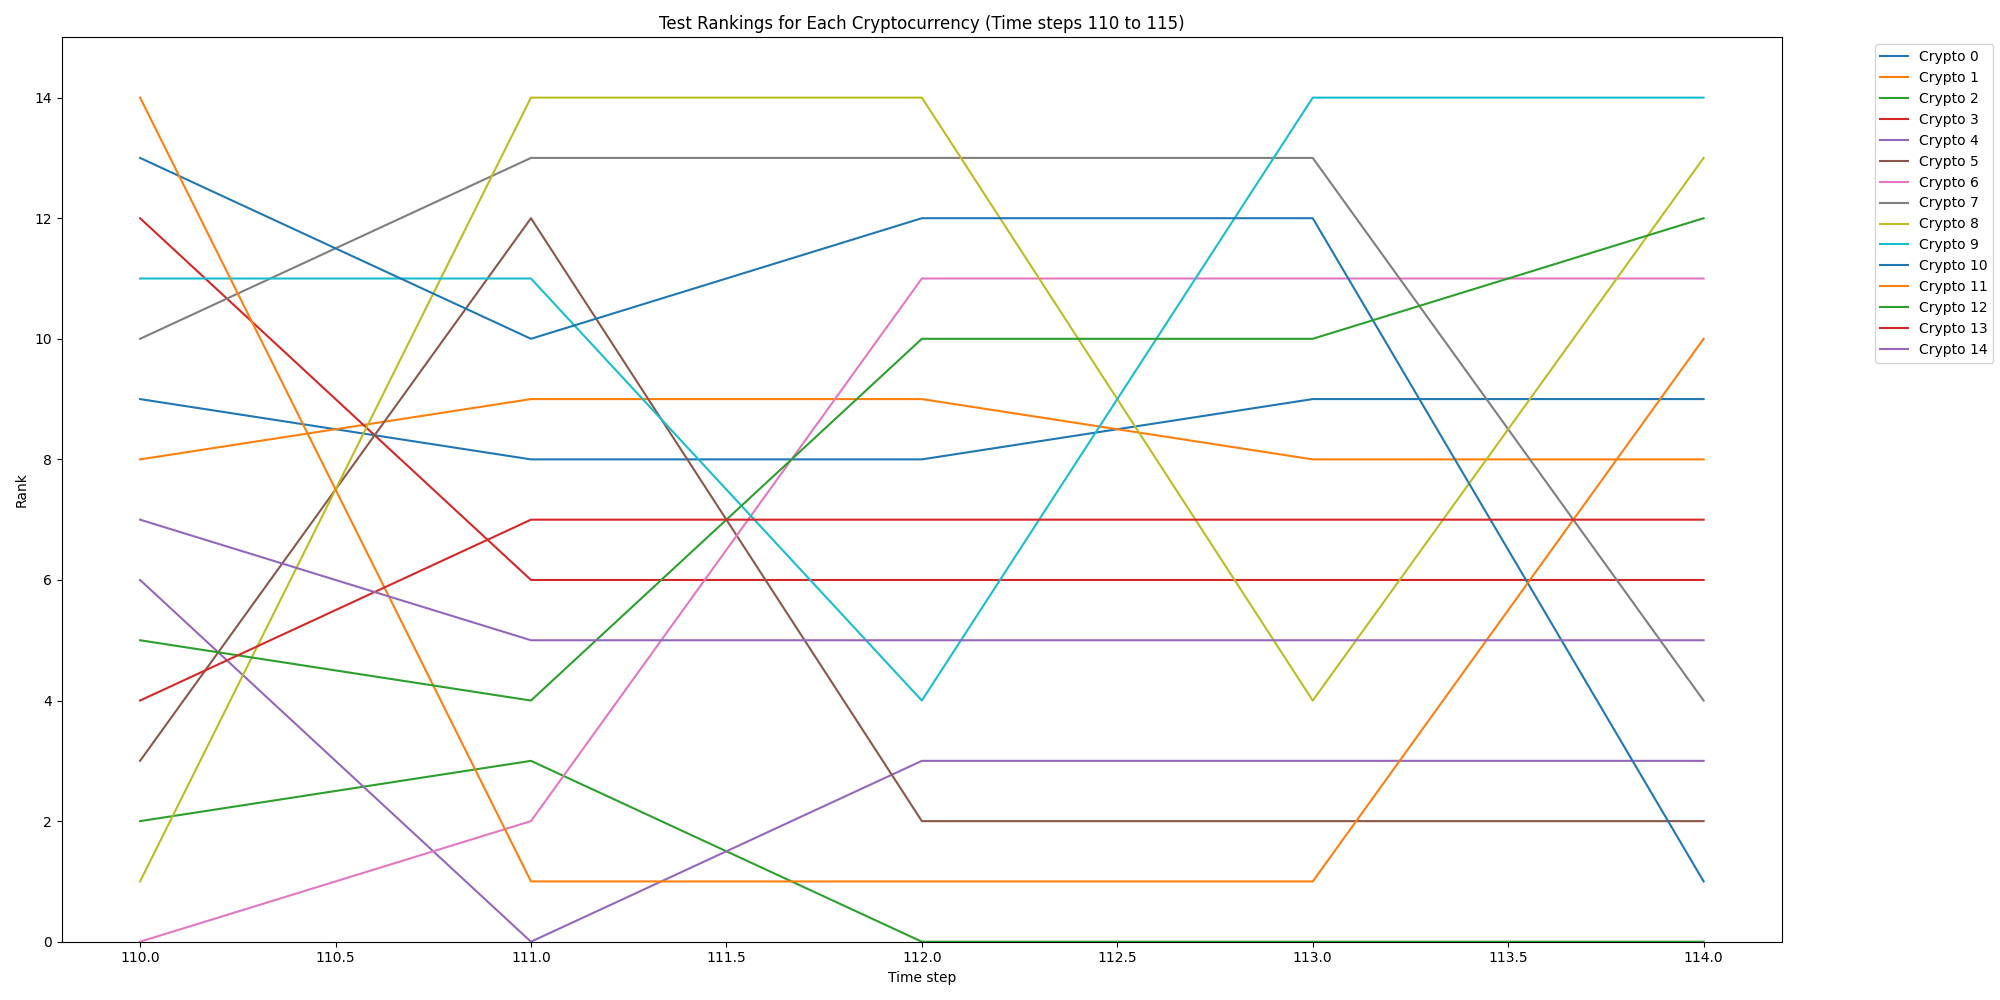 Test Rankings for Each Cryptocurrency (Time steps 110 to 115)
Rank
14
12
10
8
6
4
2
0
110.0 110.5 111.0 111.5 112.0 112.5 113.0 113.5 114.0
Time step
Crypto 0
Crypto 1
Crypto 2
Crypto 3
Crypto 4
Crypto 5
Crypto 6
Crypto 7
Crypto 8
Crypto 9
Crypto 10
Crypto 11
Crypto 12
Crypto 13
Crypto 14